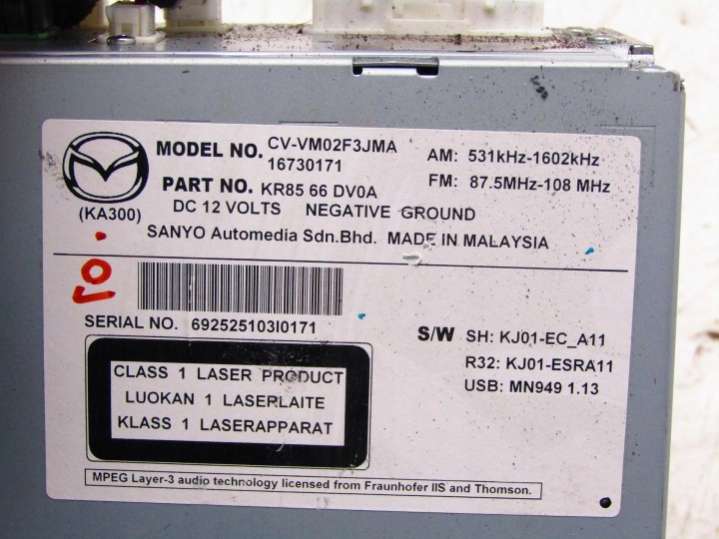 MODEL NO. CV-VM02F3JMA
16730171
PART NO. KR85 66 DV0A
(KA300)
DC 12 VOLTS NEGATIVE GROUND
SANYO Automedia Sdn.Bhd. MADE IN MALAYSIA
AM: 531kHz-1602kHz
FM: 87.5MHz-108 MHz
SERIAL NO. 692525103I0171
S/W SH: KJ01-EC_A11
R32: KJ01-ESRA11
USB: MN949 1.13
CLASS 1 LASER PRODUCT
LUOKAN 1 LASERLAITE
KLASS 1 LASERAPPARAT
MPEG Layer-3 audio technology licensed from Fraunhofer IIS and Thomson.